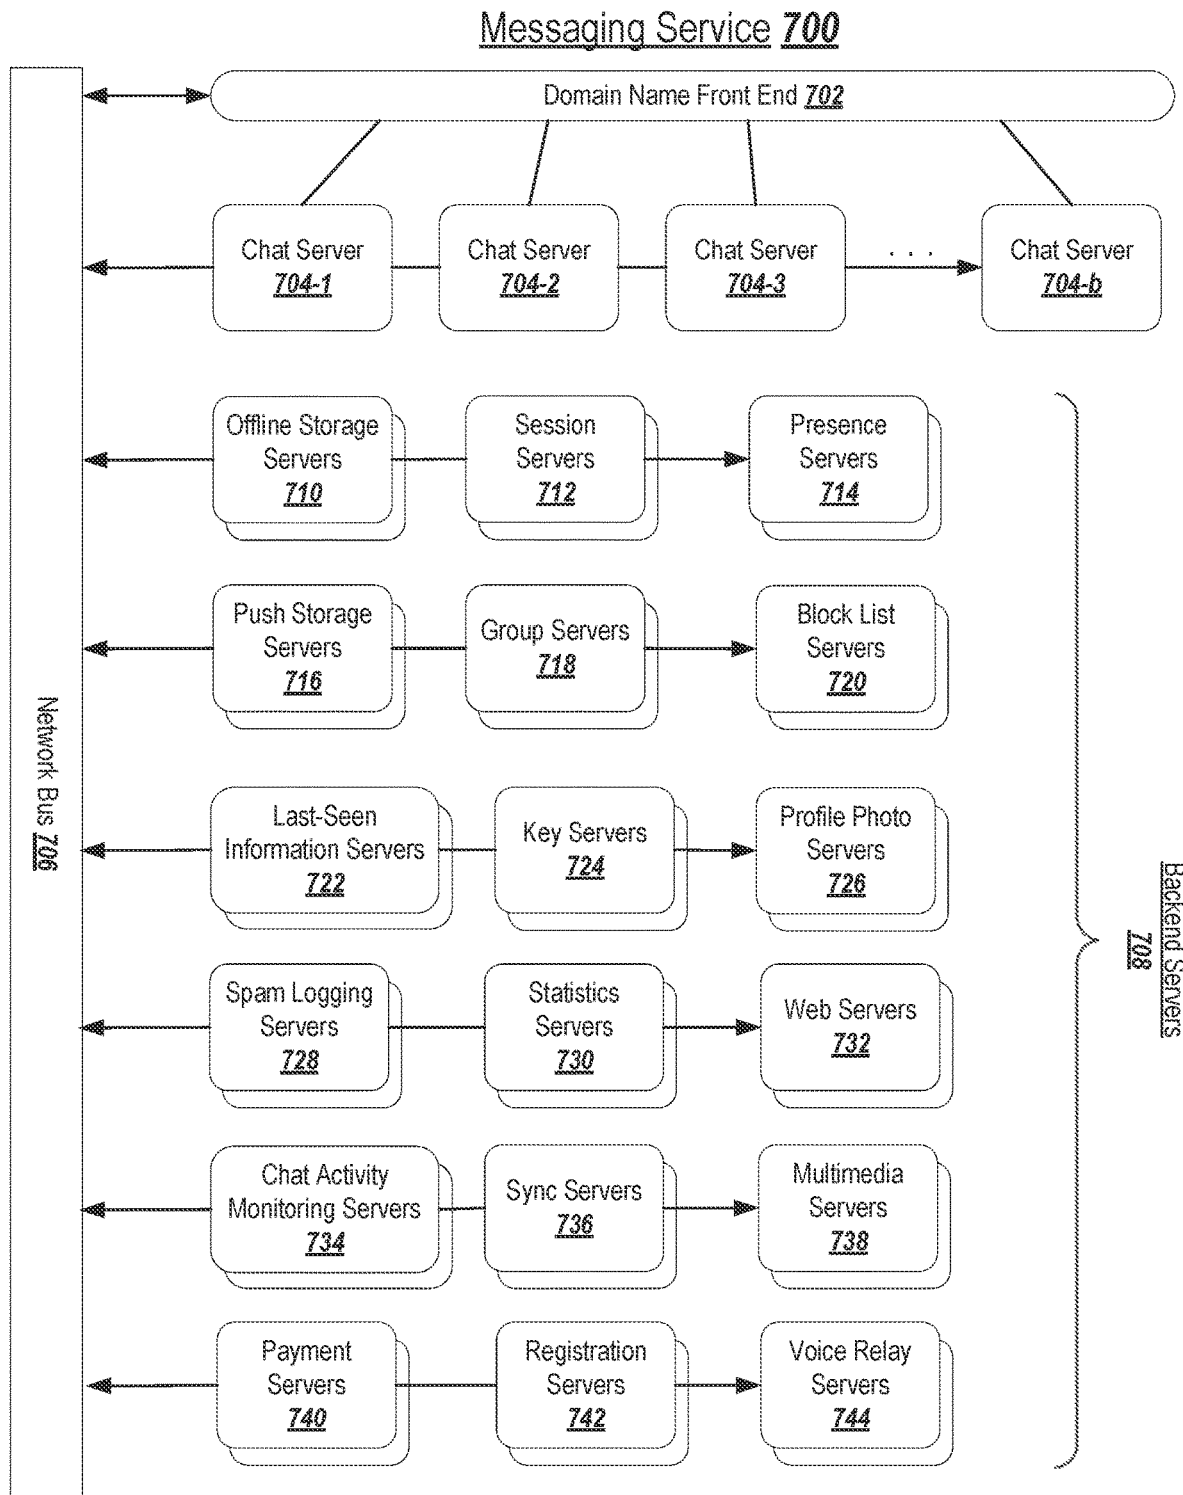 Messaging Service 700
Domain Name Front End 702
Chat Server
704-1
Chat Server
704-2
Chat Server
704-3
. . .
Chat Server
704-b
Offline Storage
Servers
710
Session
Servers
712
Presence
Servers
714
Push Storage
Servers
716
Group Servers
718
Block List
Servers
720
Network Bus 706
Last-Seen
Information Servers
722
Key Servers
724
Profile Photo
Servers
726
Backend Servers
708
Spam Logging
Servers
728
Statistics
Servers
730
Web Servers
732
Chat Activity
Monitoring Servers
734
Sync Servers
736
Multimedia
Servers
738
Payment
Servers
740
Registration
Servers
742
Voice Relay
Servers
744